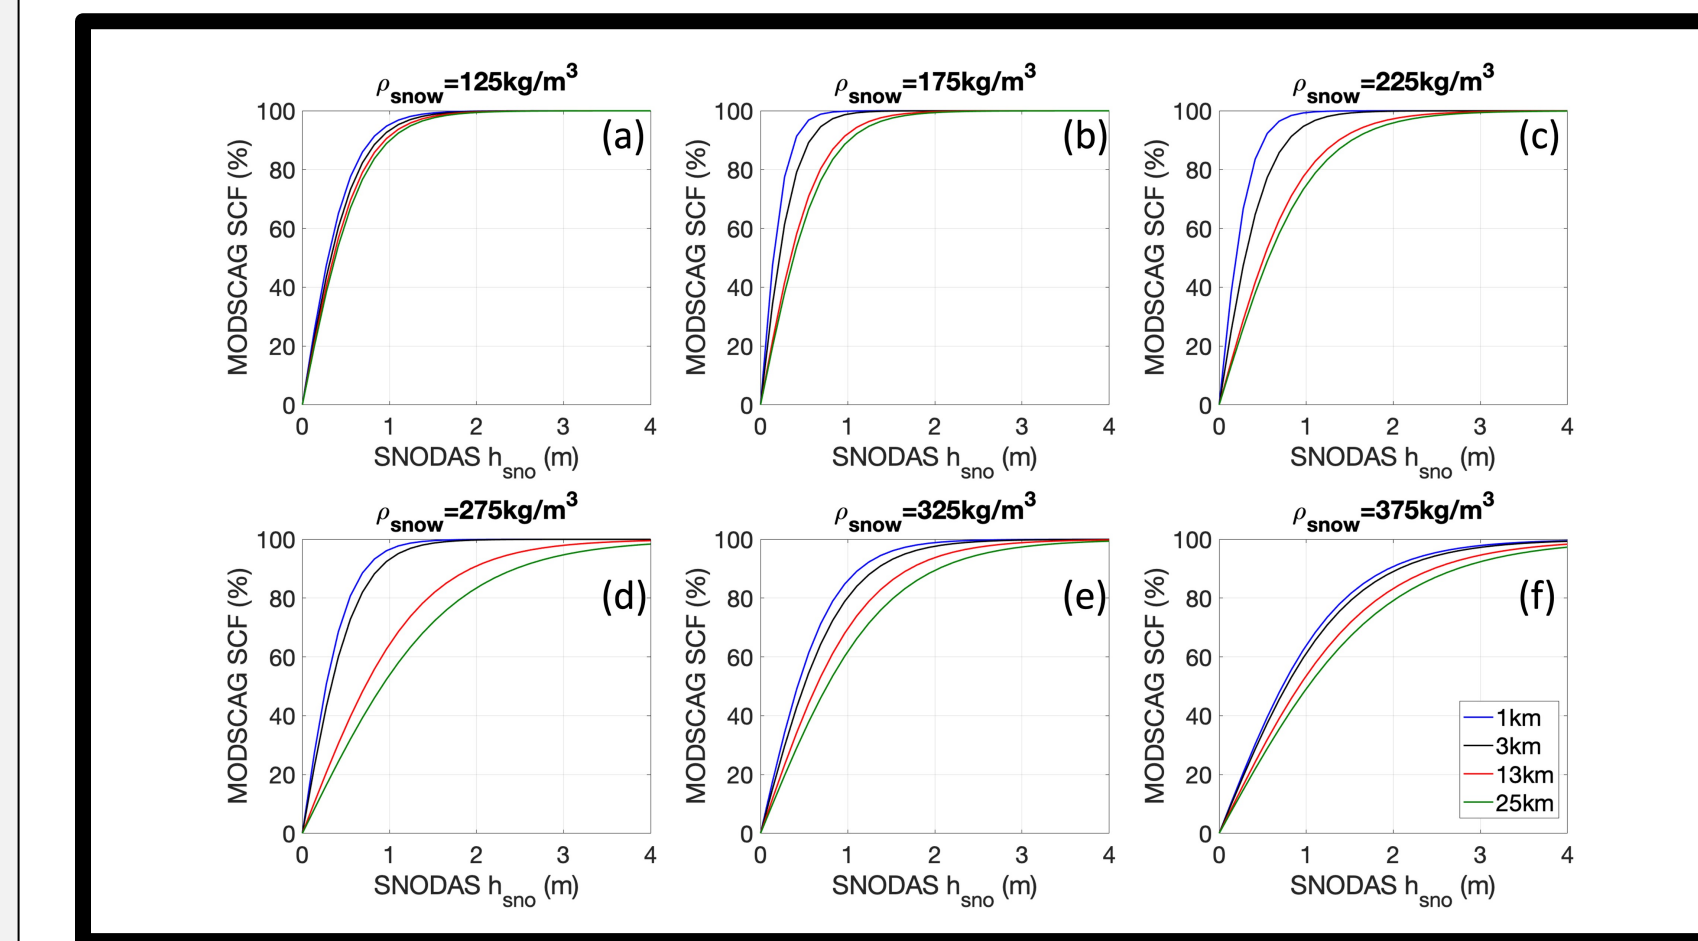 ρsnow=125kg/m3
100
80
60
40
20
0
MODSCAG SCF (%)
(a)
0 1 2 3 4
SNODAS hsno (m)
ρsnow=175kg/m3
100
80
60
40
20
0
MODSCAG SCF (%)
(b)
0 1 2 3 4
SNODAS hsno (m)
ρsnow=225kg/m3
100
80
60
40
20
0
MODSCAG SCF (%)
(c)
0 1 2 3 4
SNODAS hsno (m)
ρsnow=275kg/m3
100
80
60
40
20
0
MODSCAG SCF (%)
(d)
0 1 2 3 4
SNODAS hsno (m)
ρsnow=325kg/m3
100
80
60
40
20
0
MODSCAG SCF (%)
(e)
0 1 2 3 4
SNODAS hsno (m)
ρsnow=375kg/m3
100
80
60
40
20
0
MODSCAG SCF (%)
(f)
1km
3km
13km
25km
0 1 2 3 4
SNODAS hsno (m)